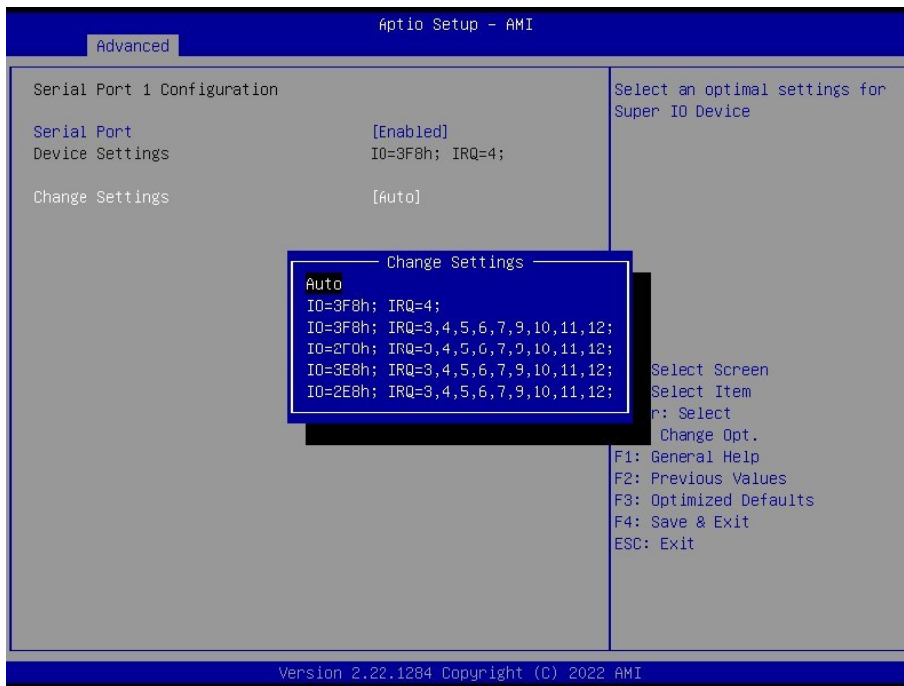 Aptio Setup – AMI
Advanced
Serial Port 1 Configuration
Serial Port [Enabled]
Device Settings IO=3F8h; IRQ=4;
Change Settings [Auto]
Select an optimal settings for
Super IO Device
Change Settings
Auto
IO=3F8h; IRQ=4;
IO=3F8h; IRQ=3,4,5,6,7,9,10,11,12;
IRQ=3,4,5,6,7,9,10,11,12;
IO=3E8h; IRQ=3,4,5,6,7,9,10,11,12;
IO=2E8h; IRQ=3,4,5,6,7,9,10,11,12;
Select Screen
Select Item
r: Select
Change Opt.
F1: General Help
F2: Previous Values
F3: Optimized Defaults
F4: Save & Exit
ESC: Exit
Version 2.22.1284 Copyright (C) 2022 AMI